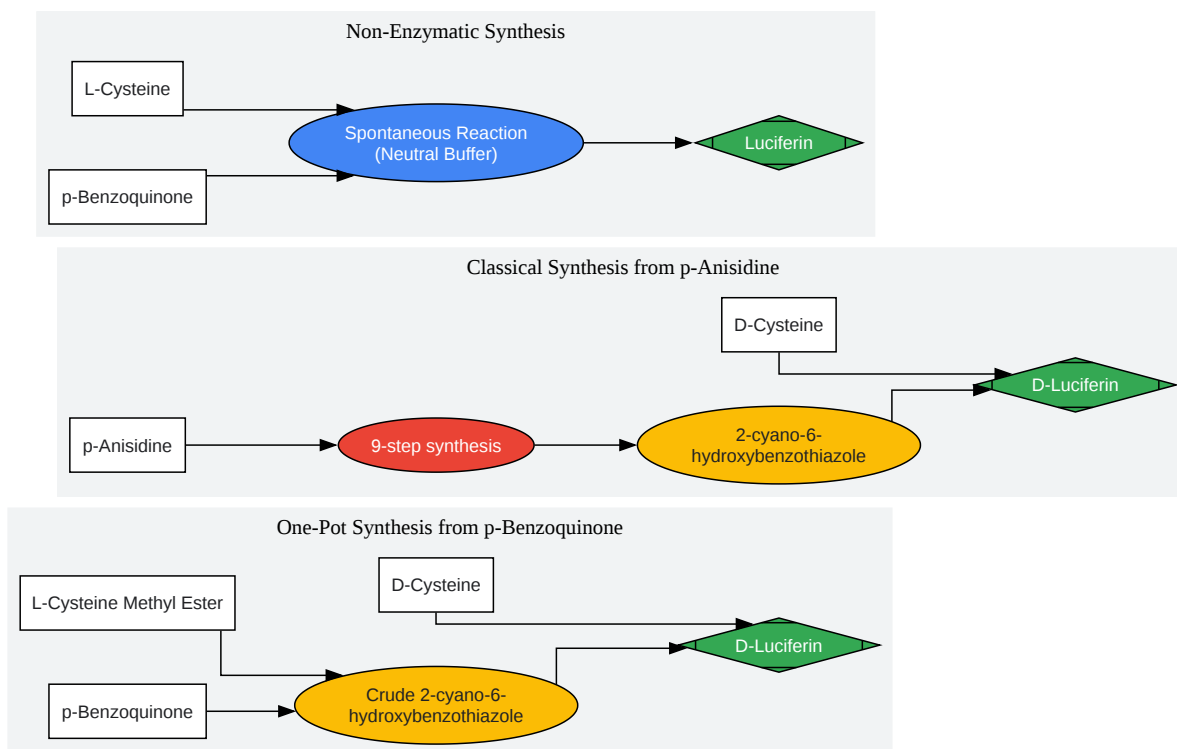 Non-Enzymatic Synthesis
L-Cysteine
Spontaneous Reaction
(Neutral Buffer)
Luciferin
p-Benzoquinone
Classical Synthesis from p-Anisidine
D-Cysteine
D-Luciferin
p-Anisidine
9-step synthesis
2-cyano-6-
hydroxybenzothiazole
One-Pot Synthesis from p-Benzoquinone
L-Cysteine Methyl Ester
D-Cysteine
D-Luciferin
p-Benzoquinone
Crude 2-cyano-6-
hydroxybenzothiazole